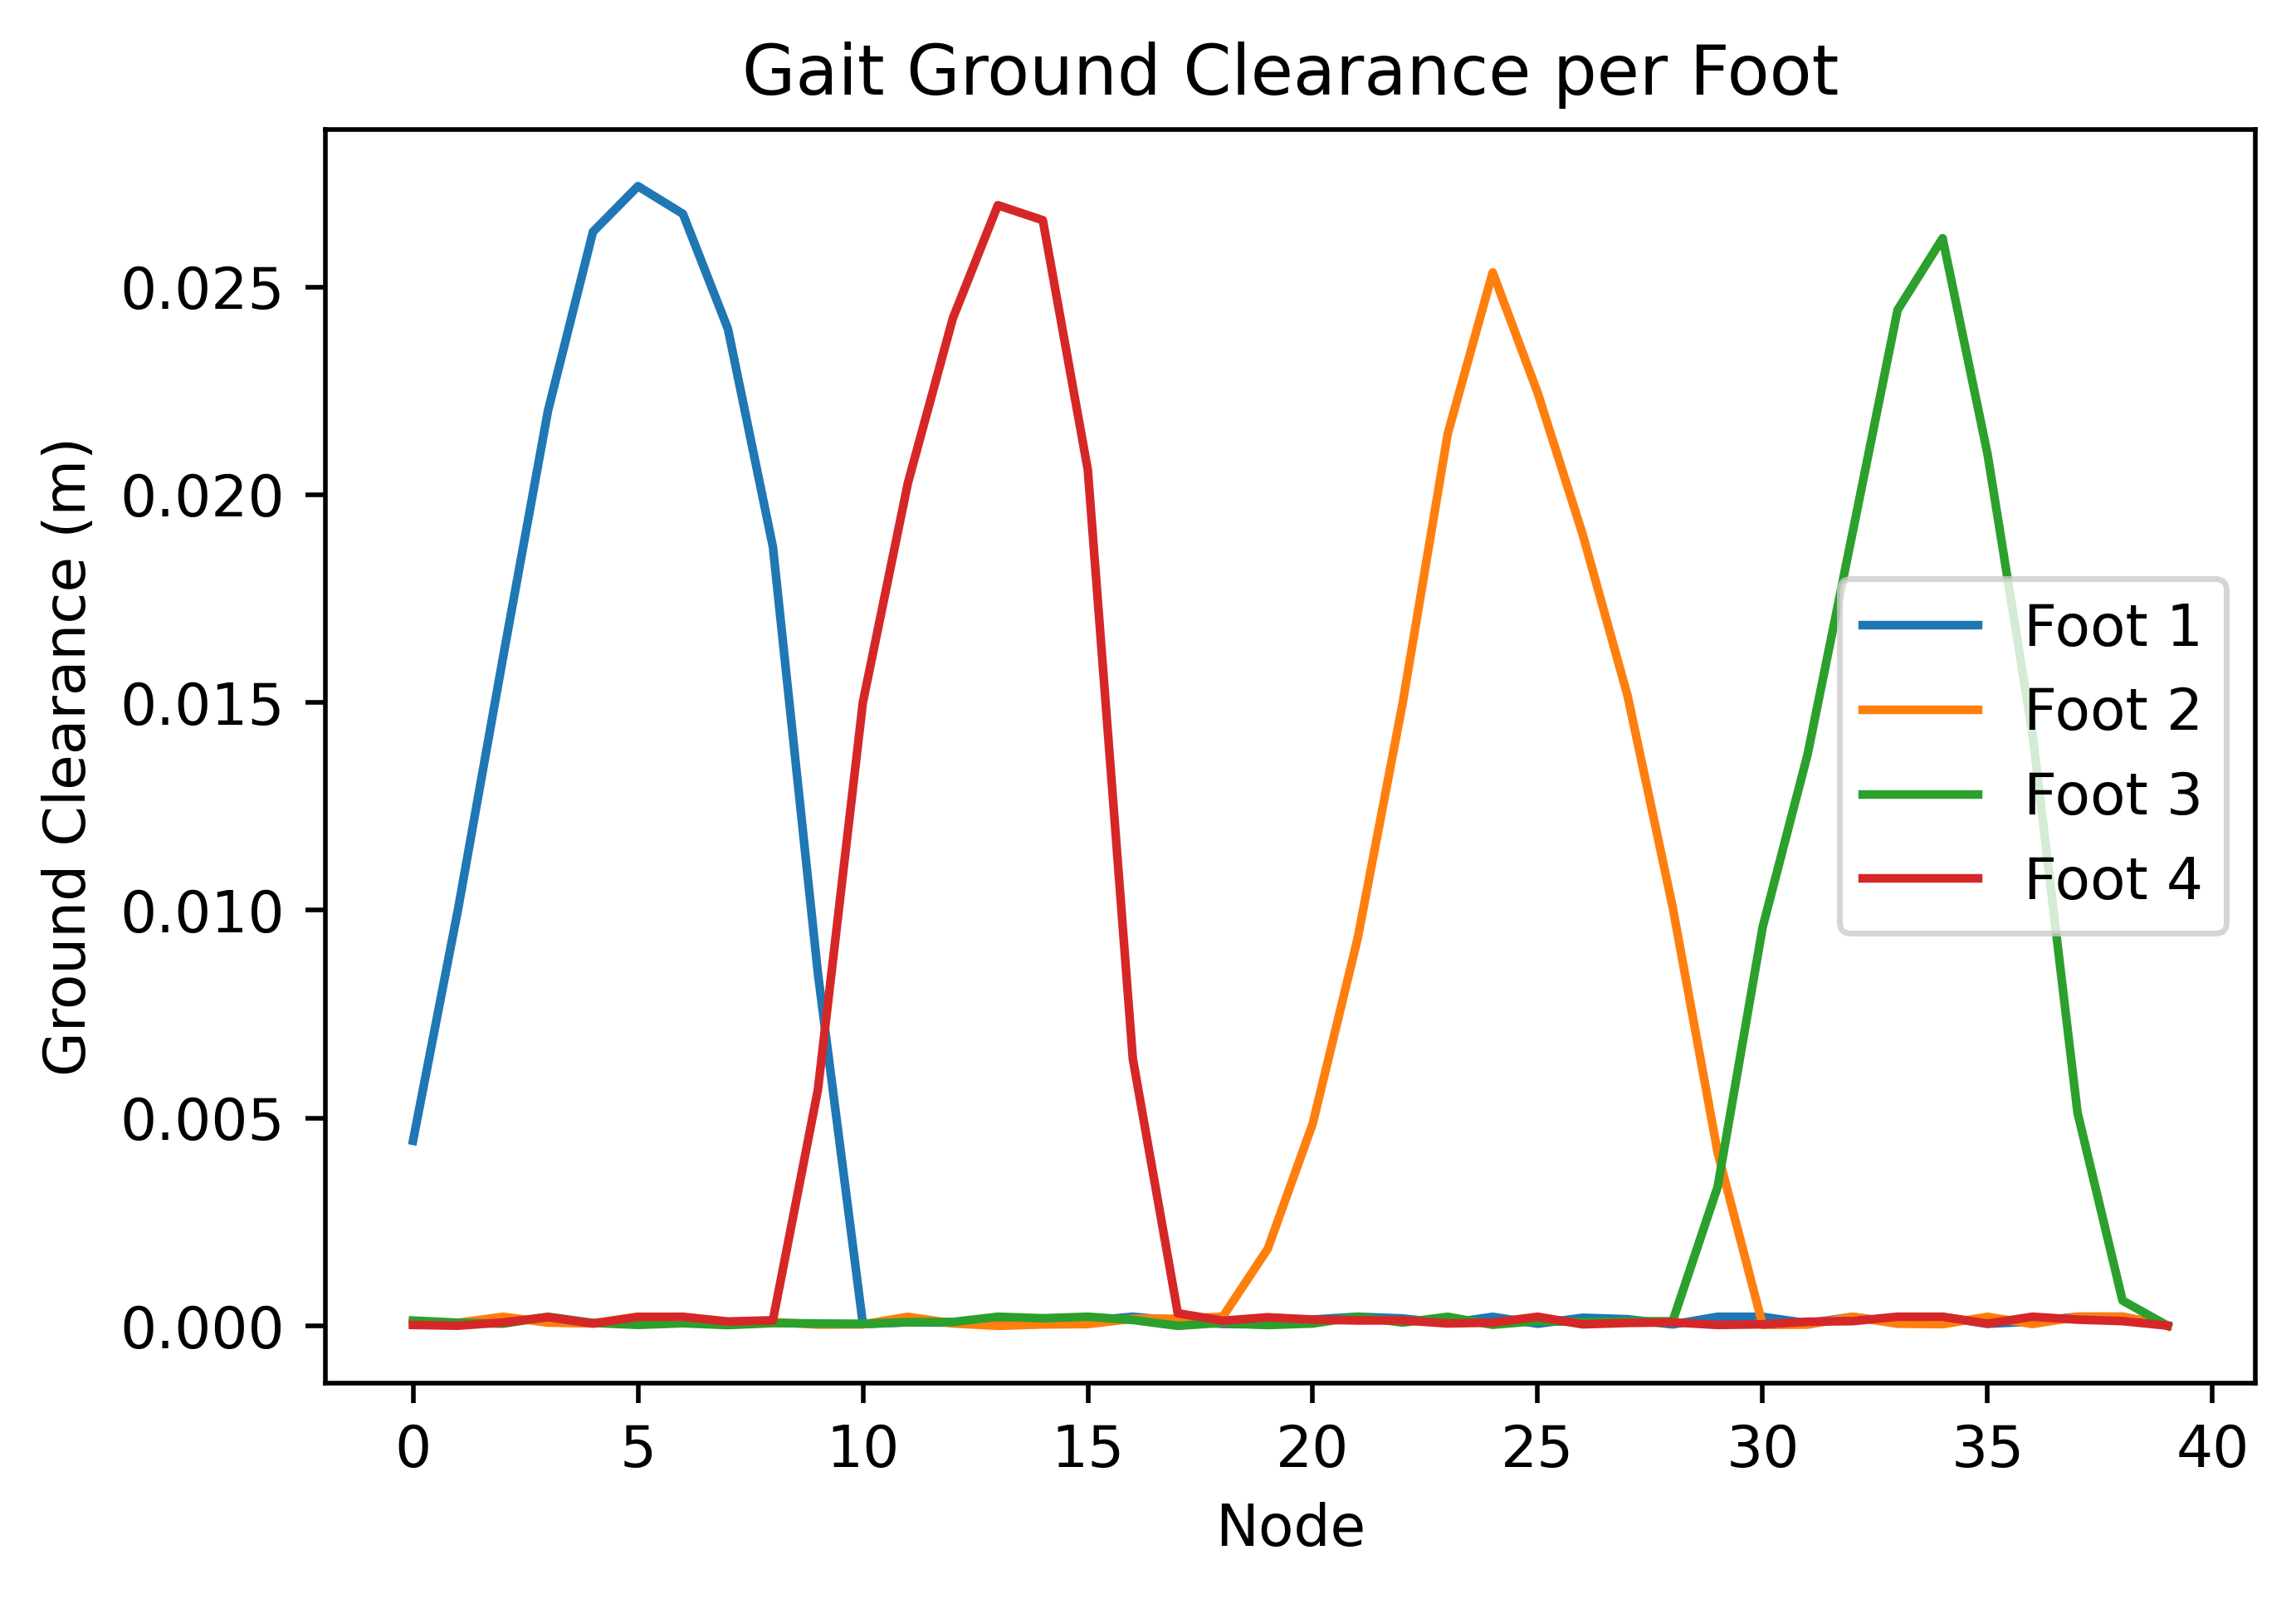 Gait Ground Clearance per Foot
Ground Clearance (m)
0.025
0.020
0.015
0.010
0.005
0.000
Foot 1
Foot 2
Foot 3
Foot 4
0 5 10 15 20 25 30 35 40
Node